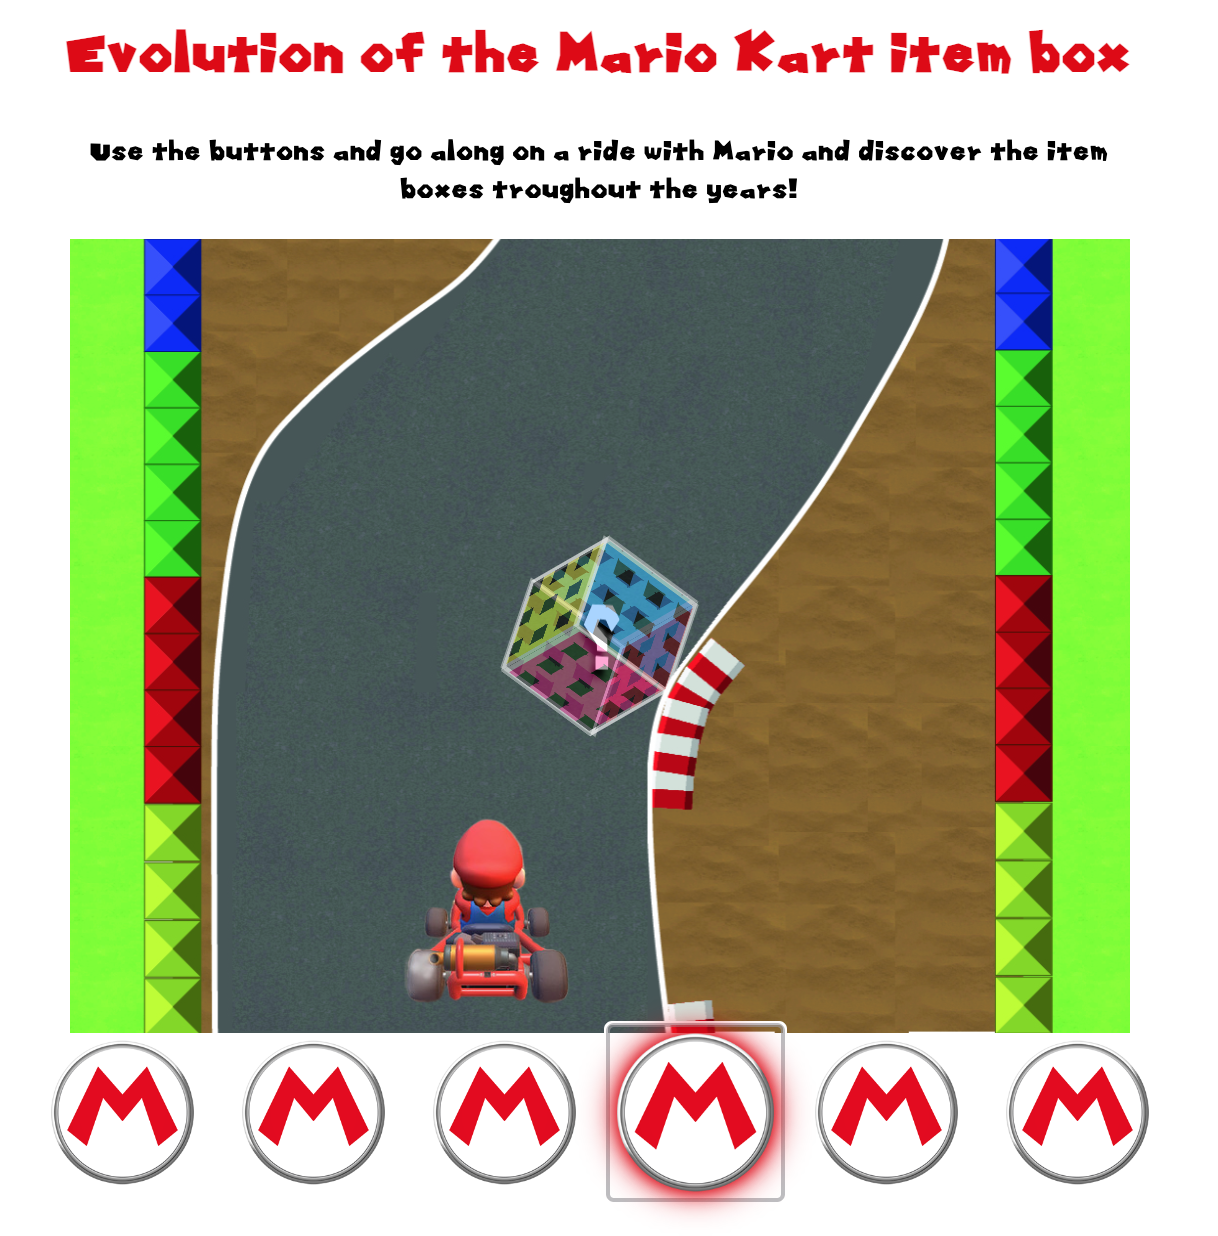 Evolution of the Mario Kart item box
Use the buttons and go along on a ride with Mario and discover the item
boxes troughout the years!
?
M M M M M M